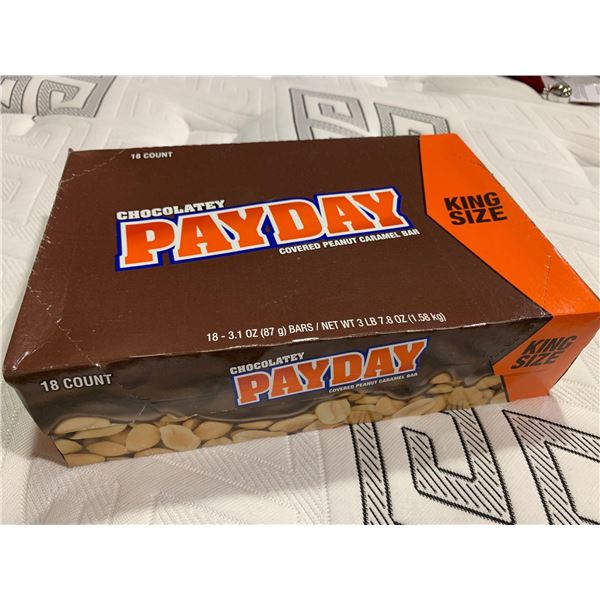 18 COUNT
CHOCOLATEY
PAYDAY
COVERED PEANUT CARAMEL BAR
KING
SIZE
18 - 3.1 OZ (87 g) BARS / NET WT 3 LB 7.8 OZ (1.58 kg)
18 COUNT
CHOCOLATEY
PAYDAY
COVERED PEANUT CARAMEL BAR
KING
SIZE